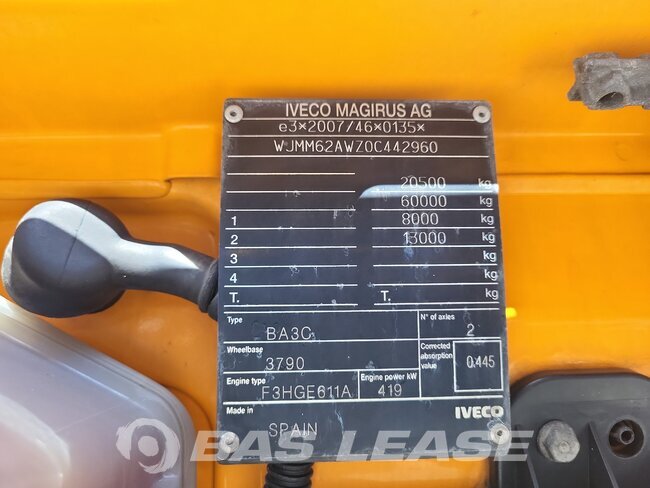 IVECO MAGIRUS AG
e3*2007/46*0135*
WJMM62AWZ0C442960
20500 kg
60000 kg
1 8000 kg
2 13000 kg
3 kg
4 kg
T. T. kg
Type BA3C N° of axles 2
Wheelbase 3790 Corrected absorption value 0.445
Engine type F3HGE611A Engine power kW 419
Made in SPAIN IVECO
BAS LEASE